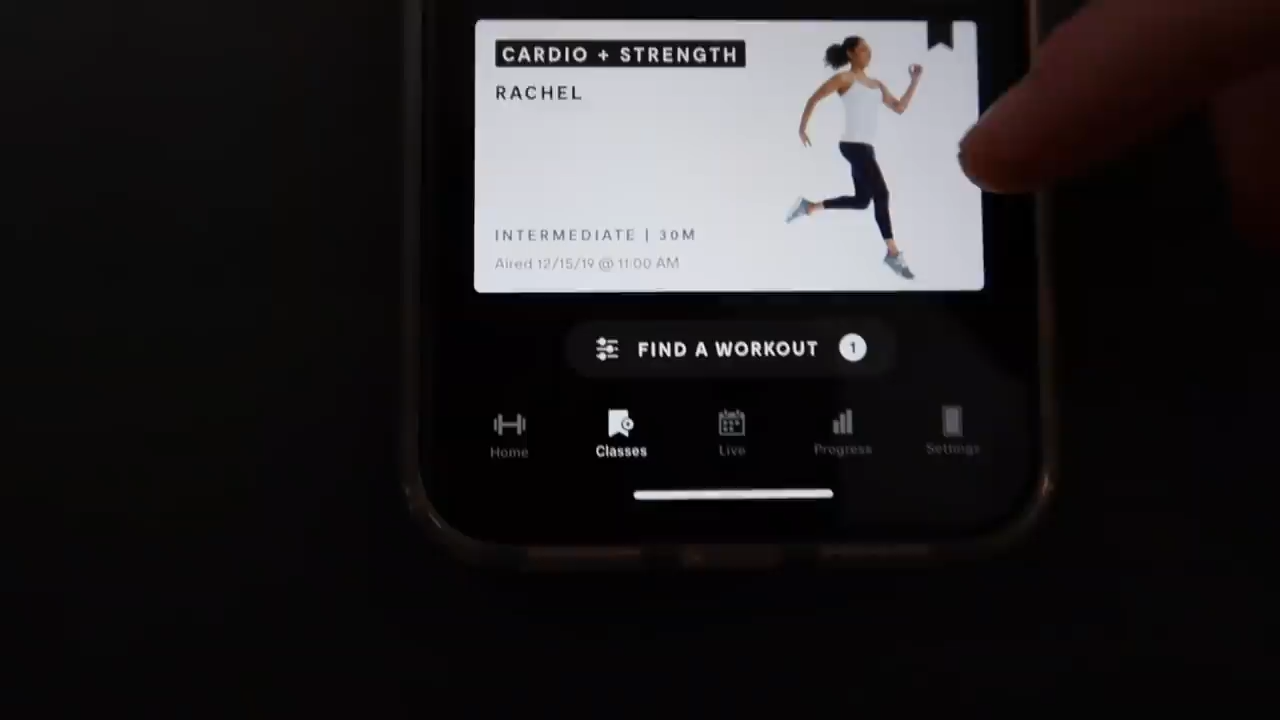 CARDIO + STRENGTH
RACHEL
INTERMEDIATE | 30M
Aired 12/15/19 @ 11:00 AM
FIND A WORKOUT 1
Home Classes Live Progress Settings